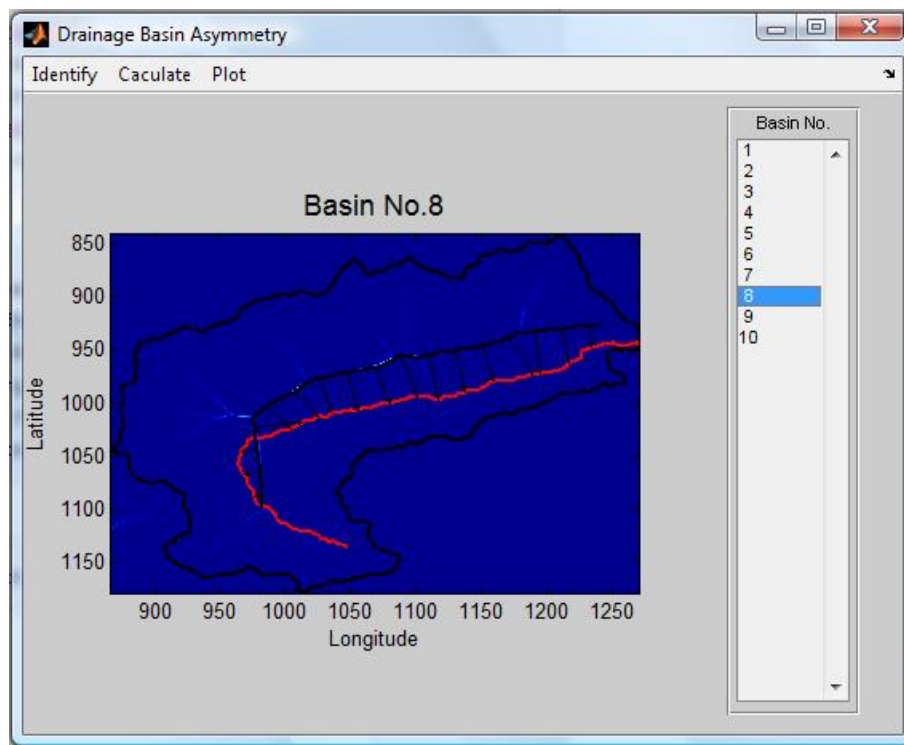 Drainage Basin Asymmetry
Identify Caculate Plot
Basin No.
1
2
3
4
5
6
7
8
9
10
Basin No.8
Latitude
850
900
950
1000
1050
1100
1150
900 950 1000 1050 1100 1150 1200 1250
Longitude